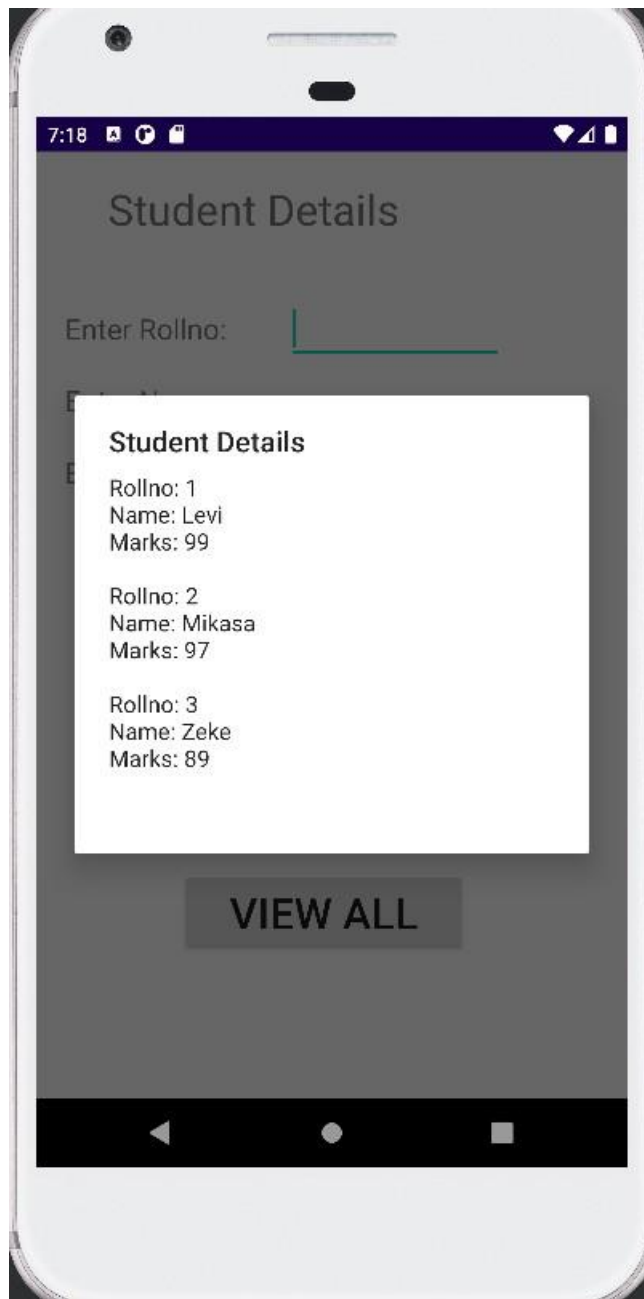 7:18
Student Details
Enter Rollno:
Student Details
Rollno: 1
Name: Levi
Marks: 99
Rollno: 2
Name: Mikasa
Marks: 97
Rollno: 3
Name: Zeke
Marks: 89
VIEW ALL